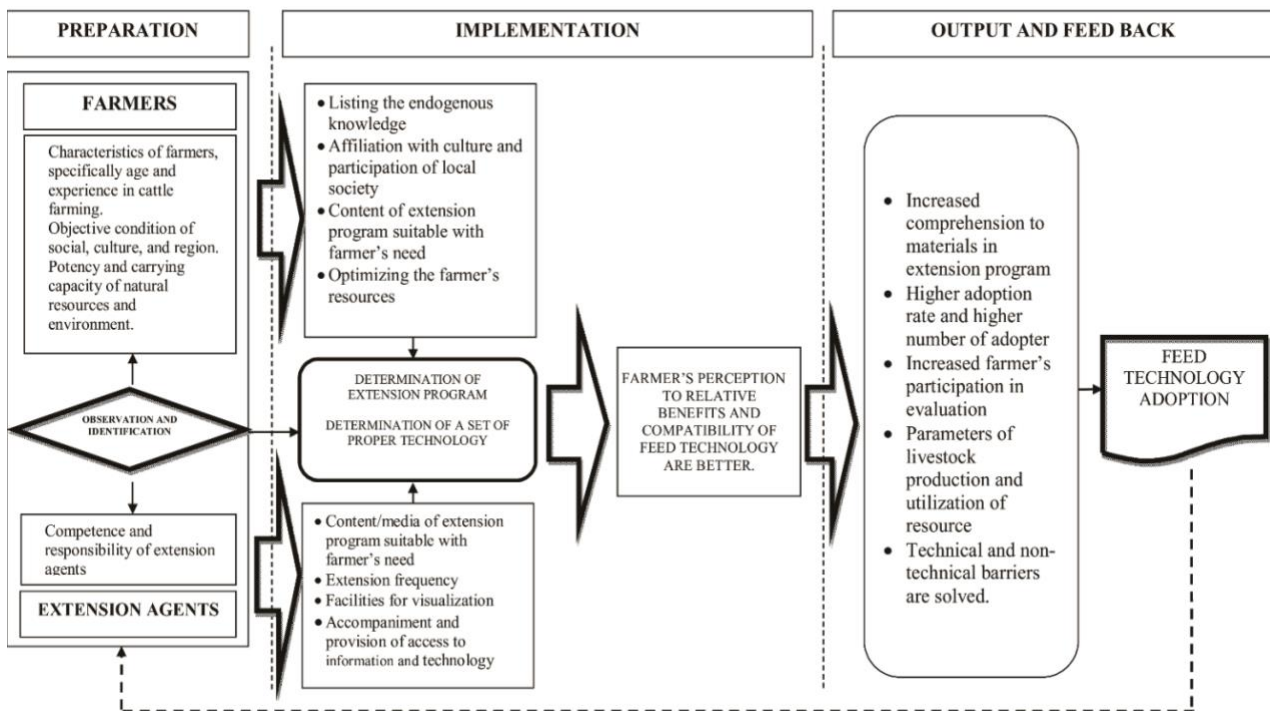 PREPARATION
IMPLEMENTATION
OUTPUT AND FEED BACK
FARMERS
Characteristics of farmers,
specifically age and
experience in cattle
farming.
Objective condition of
social, culture, and region.
Potency and carrying
capacity of natural
resources and
environment.
OBSERVATION AND
IDENTIFICATION
Competence and
responsibility of extension
agents
EXTENSION AGENTS
• Listing the endogenous
knowledge
• Affiliation with culture and
participation of local
society
• Content of extension
program suitable with
farmer's need
• Optimizing the farmer's
resources
DETERMINATION OF
EXTENSION PROGRAM
DETERMINATION OF A SET OF
PROPER TECHNOLOGY
• Content/media of extension
program suitable with
farmer's need
• Extension frequency
• Facilities for visualization
• Accompaniment and
provision of access to
information and technology
FARMER'S PERCEPTION
TO RELATIVE
BENEFITS AND
COMPATIBILITY OF
FEED TECHNOLOGY
ARE BETTER.
• Increased
comprehension to
materials in
extension program
• Higher adoption
rate and higher
number of adopter
• Increased farmer's
participation in
evaluation
• Parameters of
livestock
production and
utilization of
resource
• Technical and non-
technical barriers
are solved.
FEED
TECHNOLOGY
ADOPTION